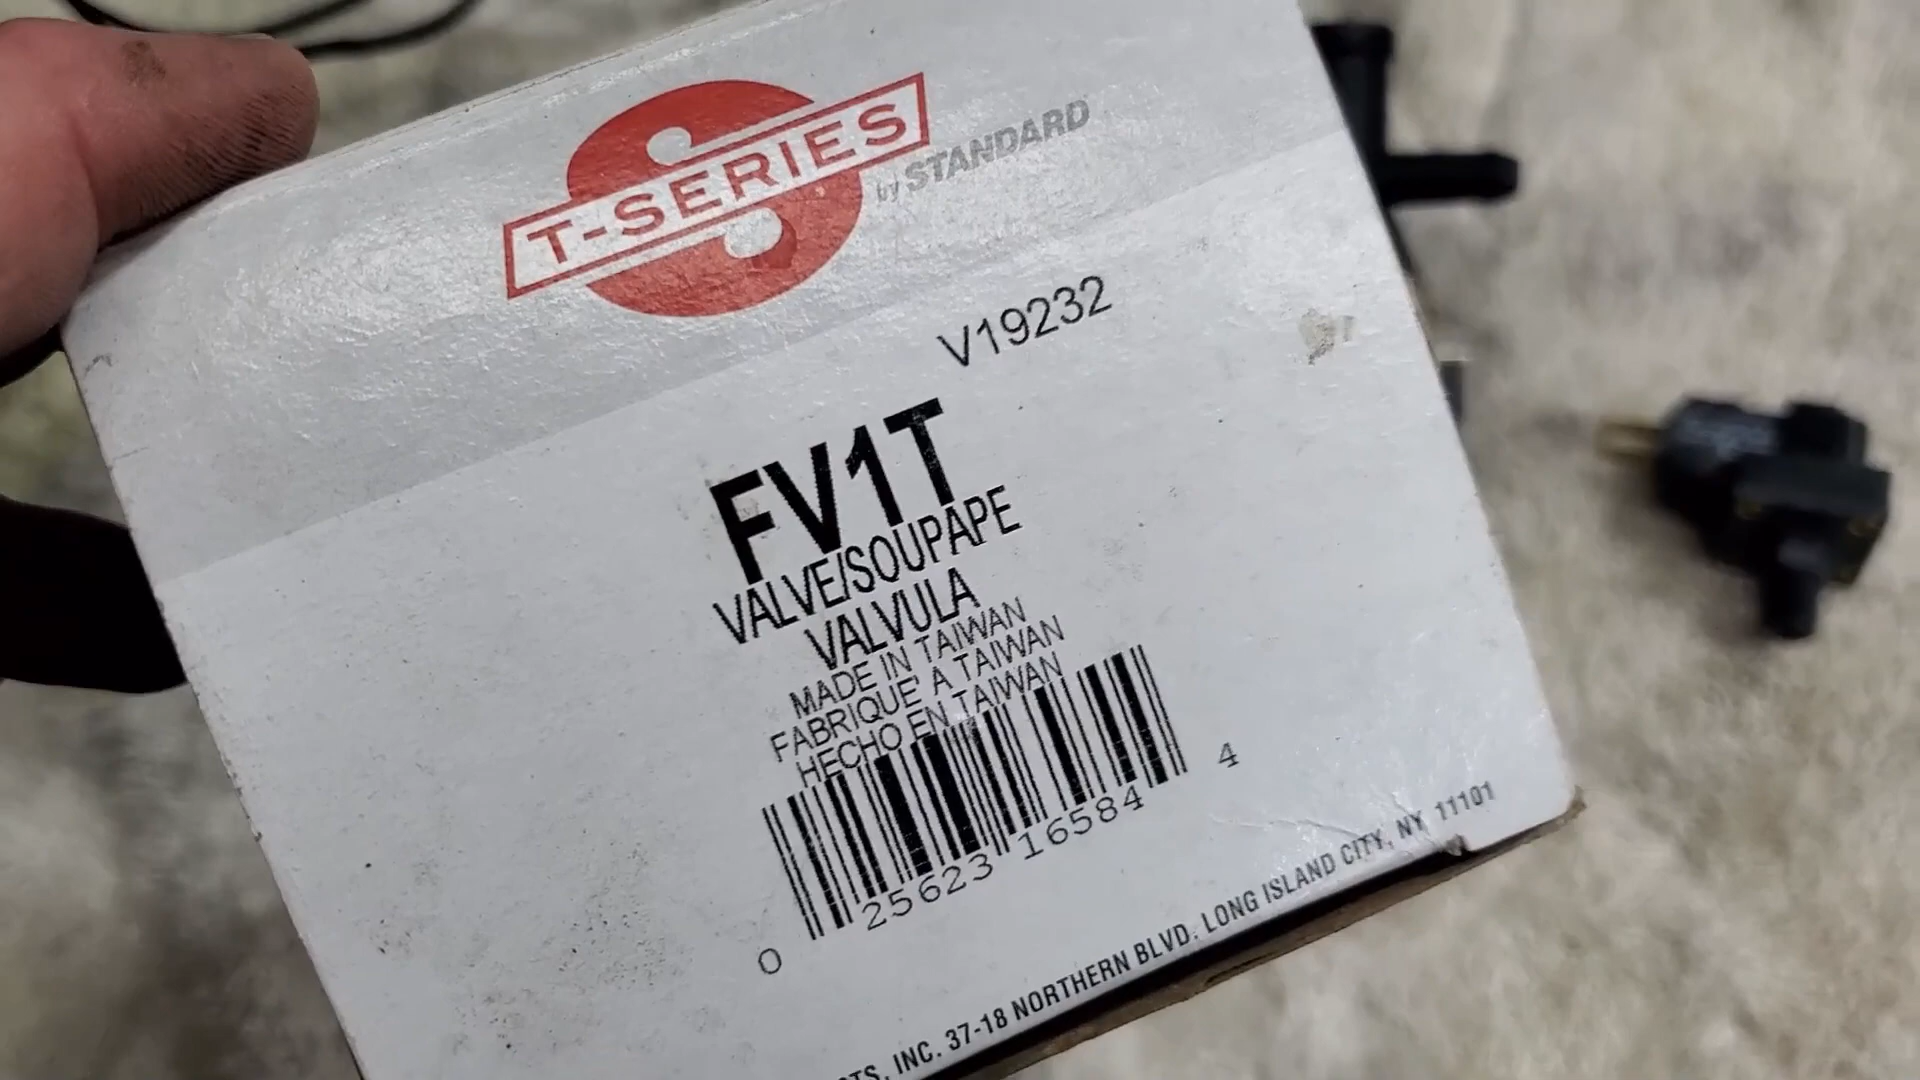 T-SERIES
by STANDARD
V19232
FV1T
VALVE/SOUPAPE
VALVULA
MADE IN TAIWAN
FABRIQUE' A TAIWAN
HECHO EN TAIWAN
0 25623 16584 4
INC. 37-18 NORTHERN BLVD. LONG ISLAND CITY, NY 11101